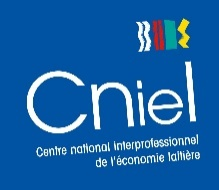 Cniel
Centre national interprofessionnel
de l'économie laitière